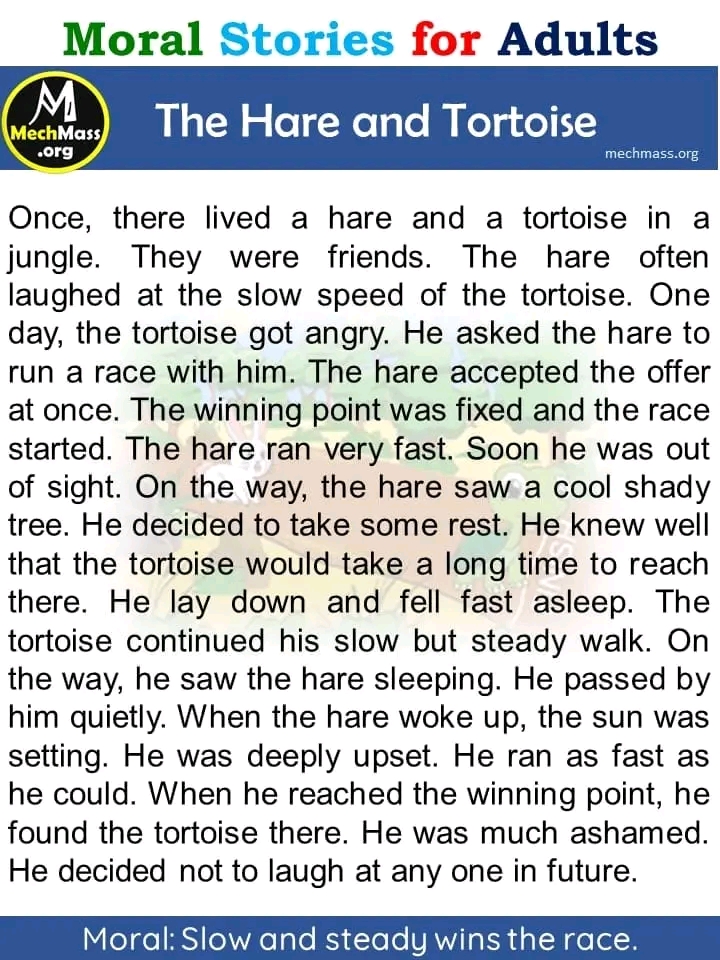 Moral Stories for Adults
M
MechMass
.org
The Hare and Tortoise
mechmass.org
Once, there lived a hare and a tortoise in a
jungle. They were friends. The hare often
laughed at the slow speed of the tortoise. One
day, the tortoise got angry. He asked the hare to
run a race with him. The hare accepted the offer
at once. The winning point was fixed and the race
started. The hare ran very fast. Soon he was out
of sight. On the way, the hare saw a cool shady
tree. He decided to take some rest. He knew well
that the tortoise would take a long time to reach
there. He lay down and fell fast asleep. The
tortoise continued his slow but steady walk. On
the way, he saw the hare sleeping. He passed by
him quietly. When the hare woke up, the sun was
setting. He was deeply upset. He ran as fast as
he could. When he reached the winning point, he
found the tortoise there. He was much ashamed.
He decided not to laugh at any one in future.
Moral: Slow and steady wins the race.